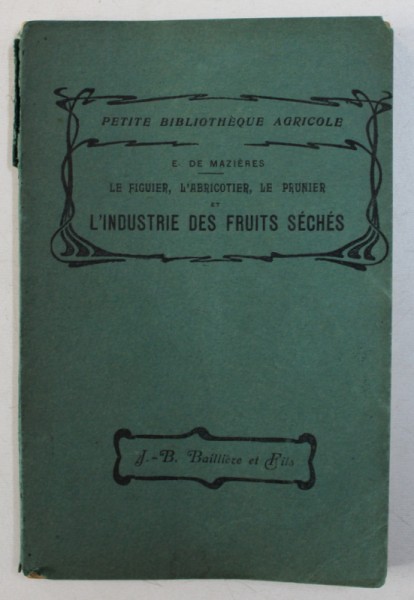 PETITE BIBLIOTHÈQUE AGRICOLE
E. DE MAZIÈRES
LE FIGUIER, L'ABRICOTIER, LE PRUNIER
ET
L'INDUSTRIE DES FRUITS SÉCHÉS
J.-B. Baillière et Fils